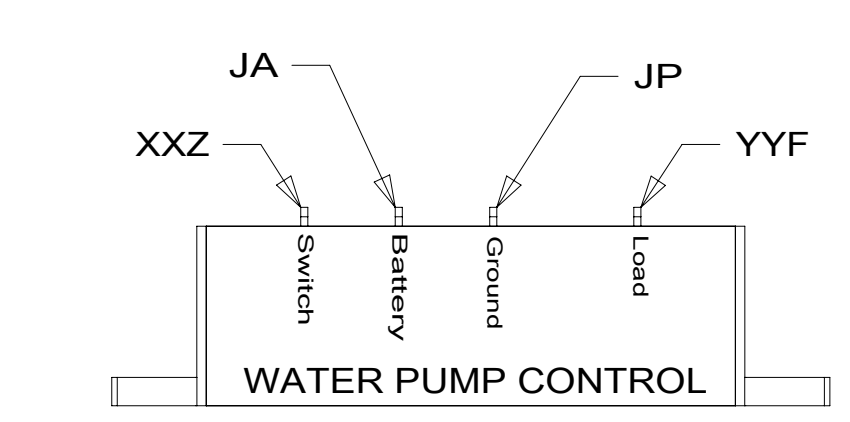 JA
JP
XXZ
YYF
Switch
Battery
Ground
Load
WATER PUMP CONTROL